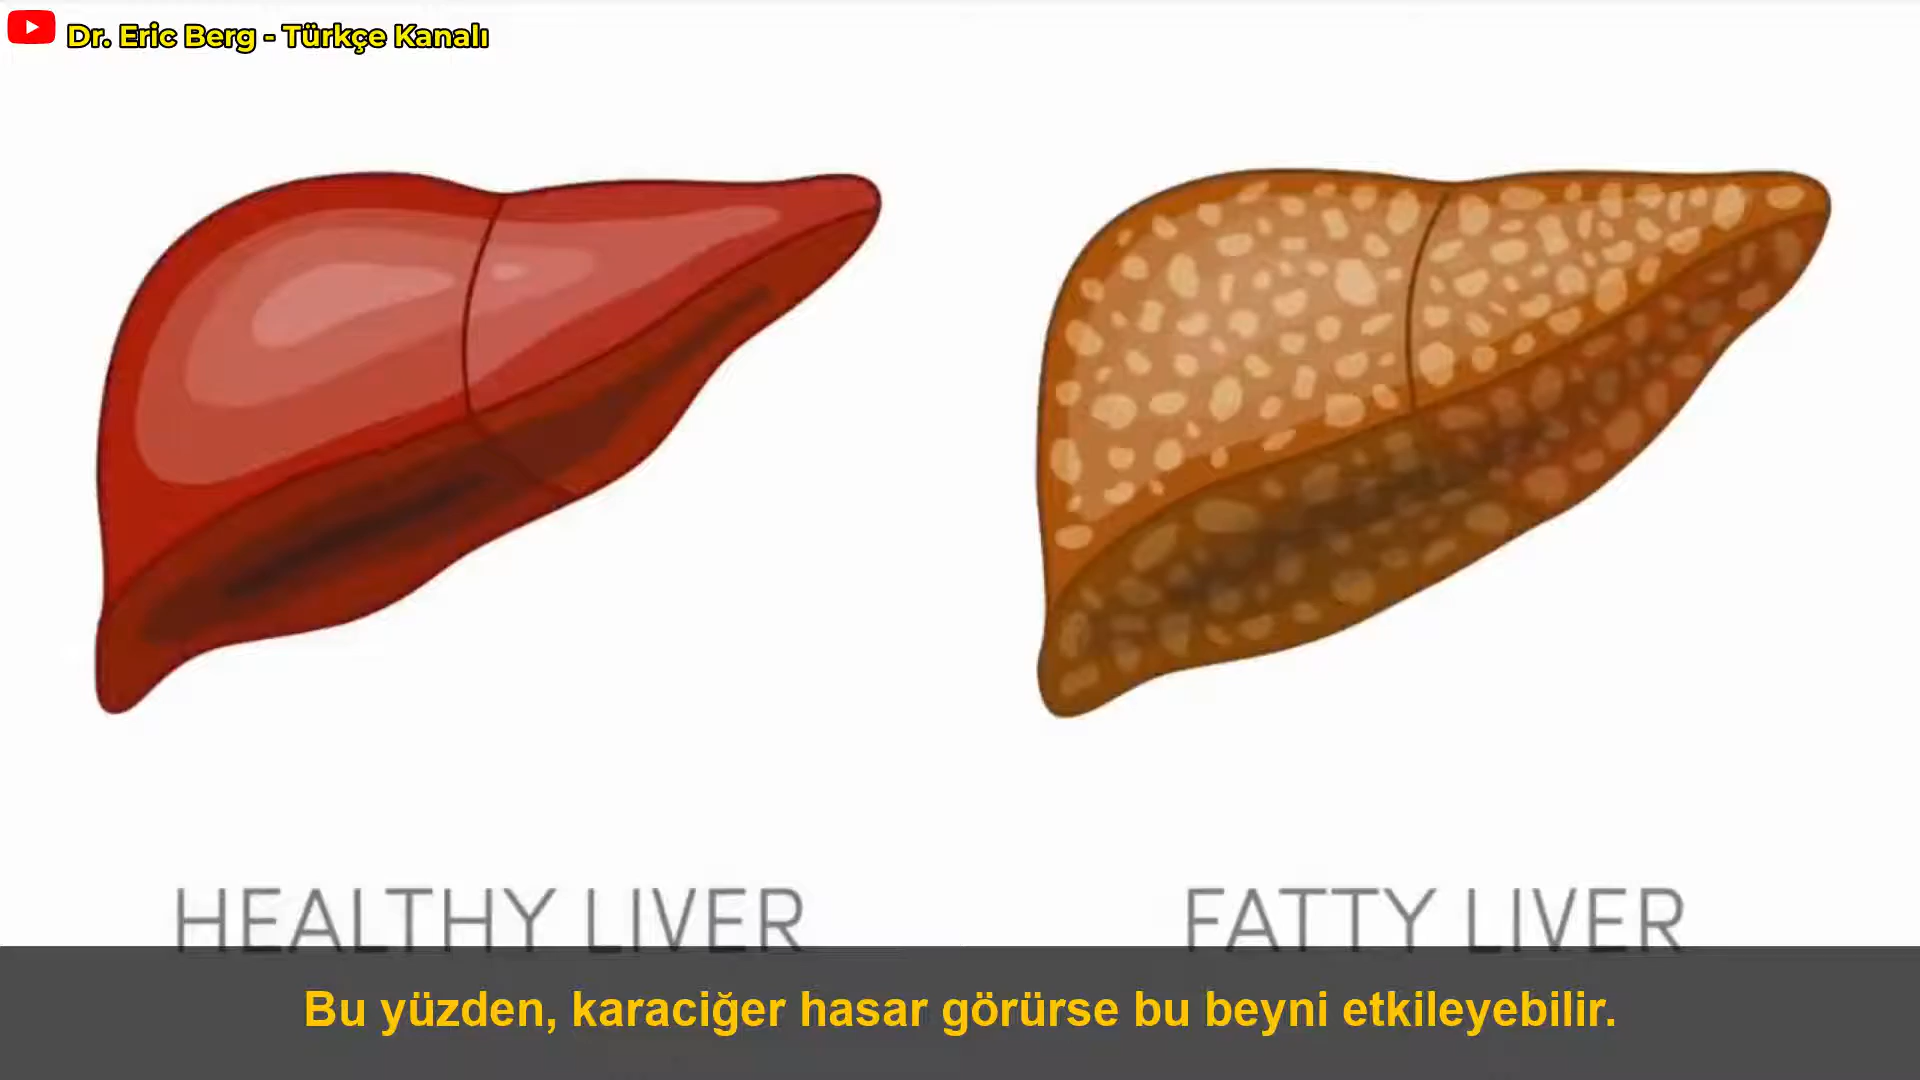 Dr. Eric Berg - Türkçe Kanalı
HEALTHY LIVER
FATTY LIVER
Bu yüzden, karaciğer hasar görürse bu beyni etkileyebilir.